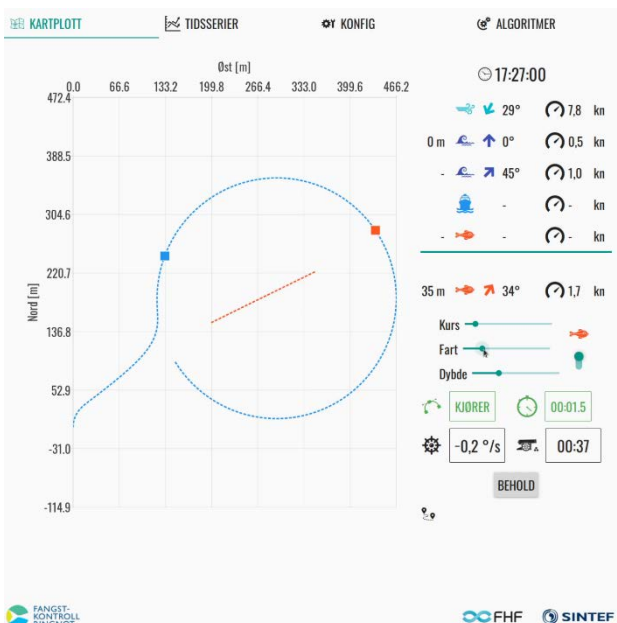 KARTPLOTT TIDSSERIER KONFIG ALGORITMER
Øst [m]
0.0 66.6 133.2 199.8 266.4 333.0 399.6 466.2
472.4
388.5
304.6
220.7
136.8
52.9
-31.0
-114.9
Nord [m]
17:27:00
29° 7,8 kn
0 m 0° 0,5 kn
- 45° 1,0 kn
- - kn
- - - kn
35 m 34° 1,7 kn
Kurs
Fart
Dybde
KJØRER 00:01.5
-0,2 °/s 00:37
BEHOLD
FANGST-
KONTROLL
RINGNOT
FHF SINTEF